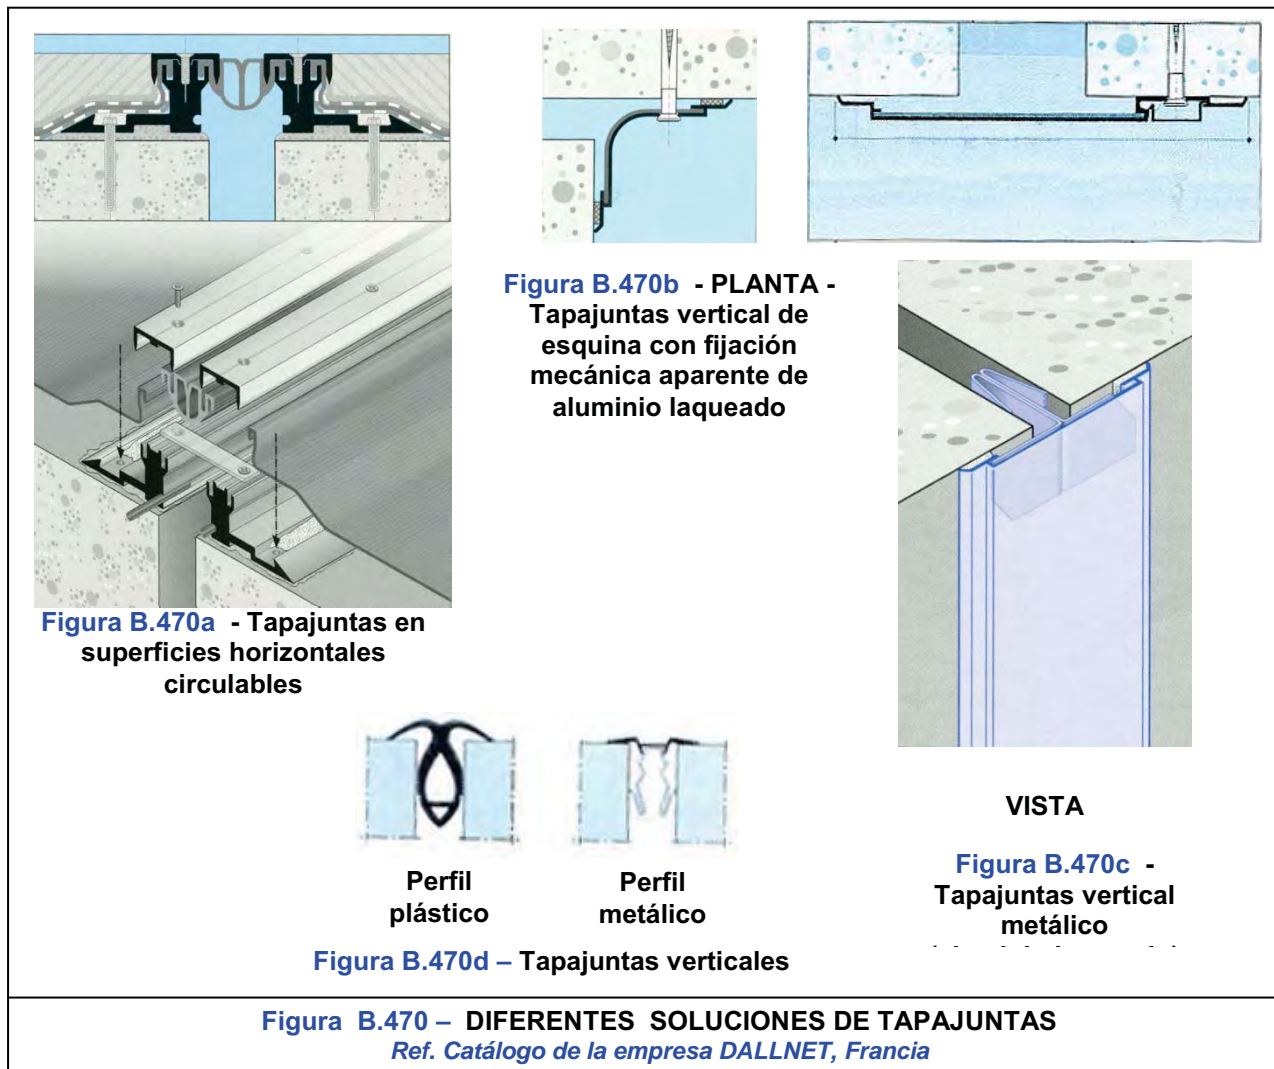 Figura B.470b - PLANTA -
Tapajuntas vertical de
esquina con fijación
mecánica aparente de
aluminio laqueado
Figura B.470a - Tapajuntas en
superficies horizontales
circulables
Perfil
plástico
Perfil
metálico
Figura B.470d – Tapajuntas verticales
VISTA
Figura B.470c -
Tapajuntas vertical
metálico
Figura B.470 – DIFERENTES SOLUCIONES DE TAPAJUNTAS
Ref. Catálogo de la empresa DALLNET, Francia